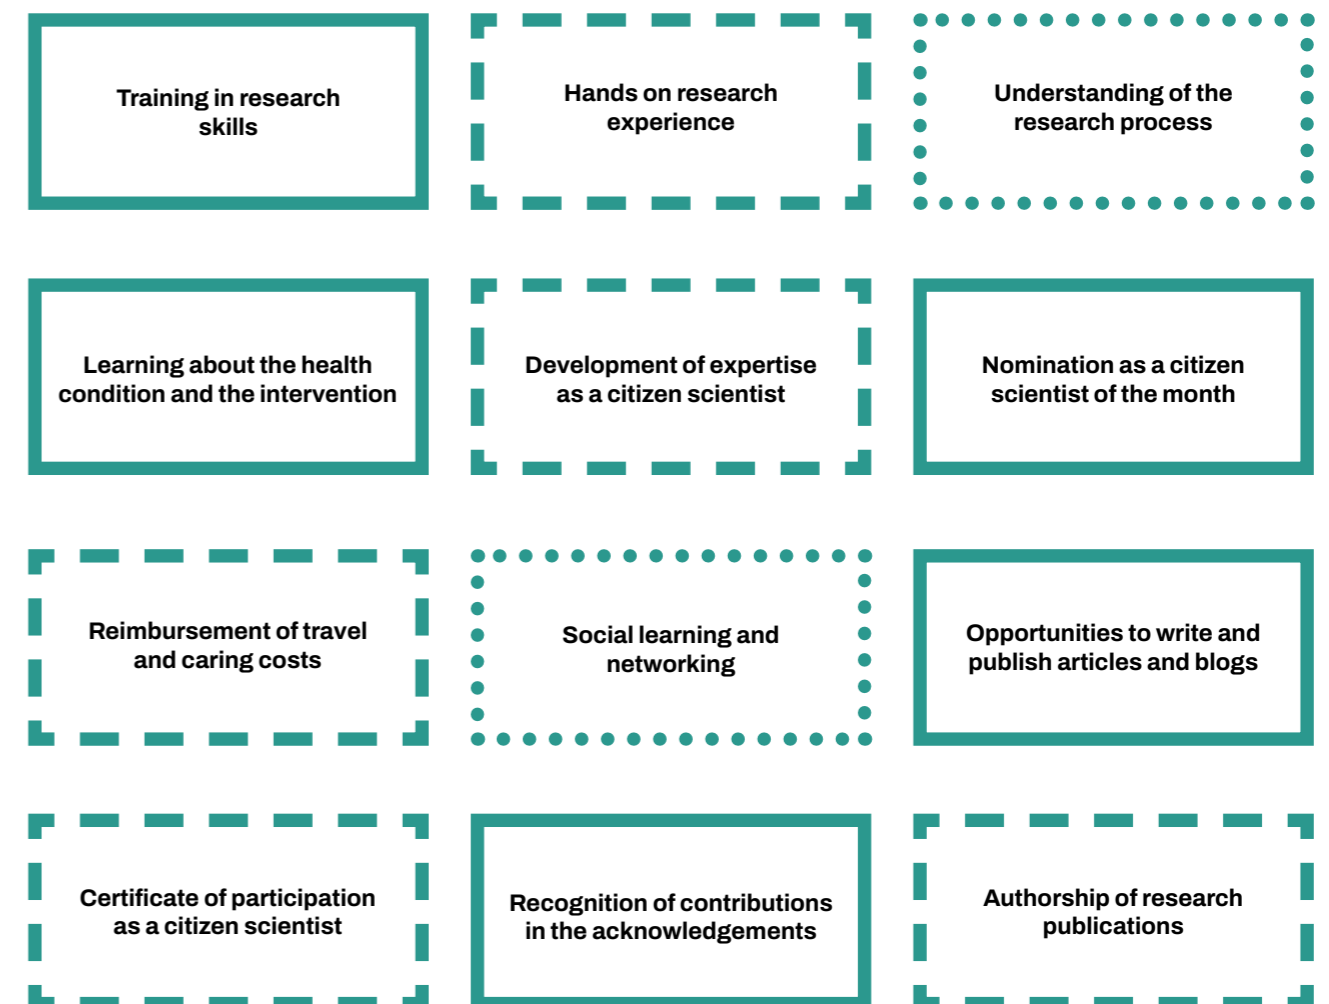 Training in research
skills
Hands on research
experience
Understanding of the
research process
Learning about the health
condition and the intervention
Development of expertise
as a citizen scientist
Nomination as a citizen
scientist of the month
Reimbursement of travel
and caring costs
Social learning and
networking
Opportunities to write and
publish articles and blogs
Certificate of participation
as a citizen scientist
Recognition of contributions
in the acknowledgements
Authorship of research
publications